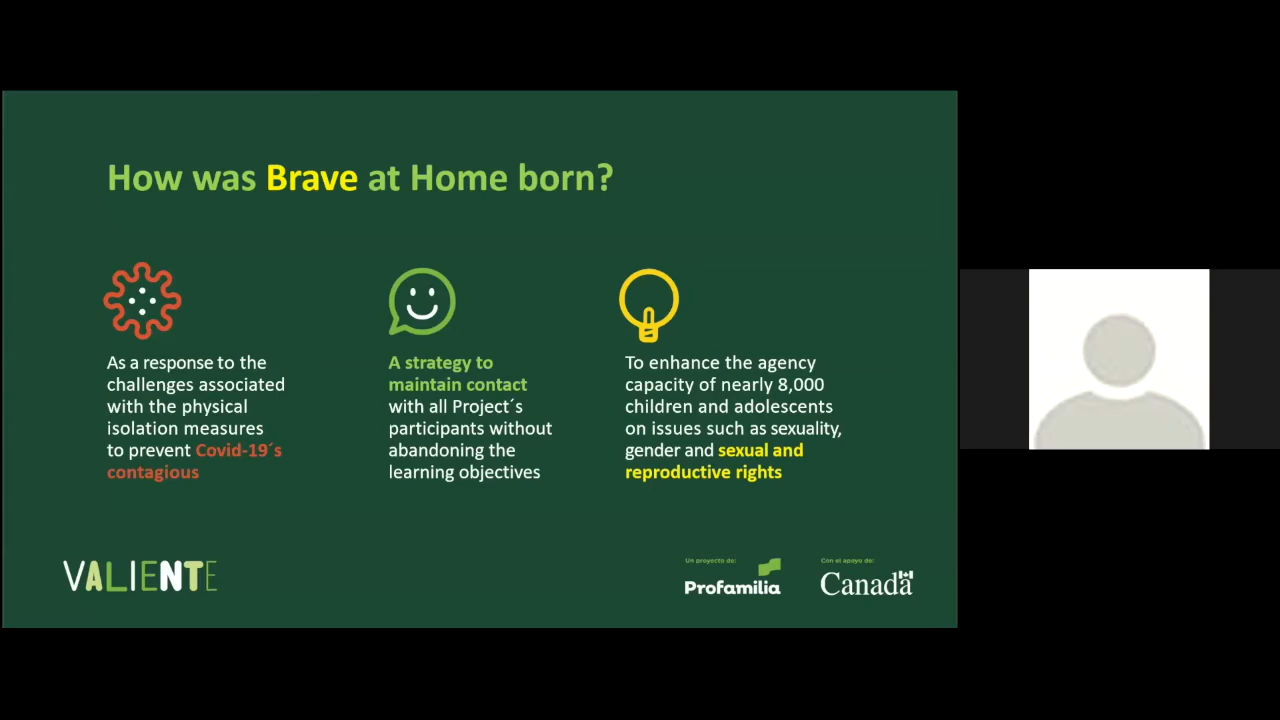 How was Brave at Home born?
As a response to the
challenges associated
with the physical
isolation measures
to prevent Covid-19´s
contagious
A strategy to
maintain contact
with all Project´s
participants without
abandoning the
learning objectives
To enhance the agency
capacity of nearly 8,000
children and adolescents
on issues such as sexuality,
gender and sexual and
reproductive rights
VALIENTE
Un proyecto de:
Profamilia
Con el apoyo de:
Canada